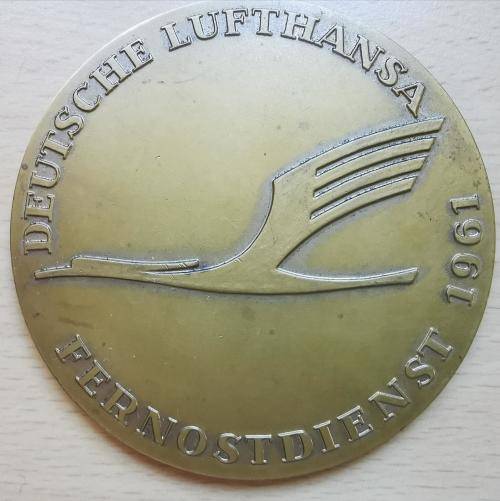 DEUTSCHE LUFTHANSA
FERNOSTDIENST 1961